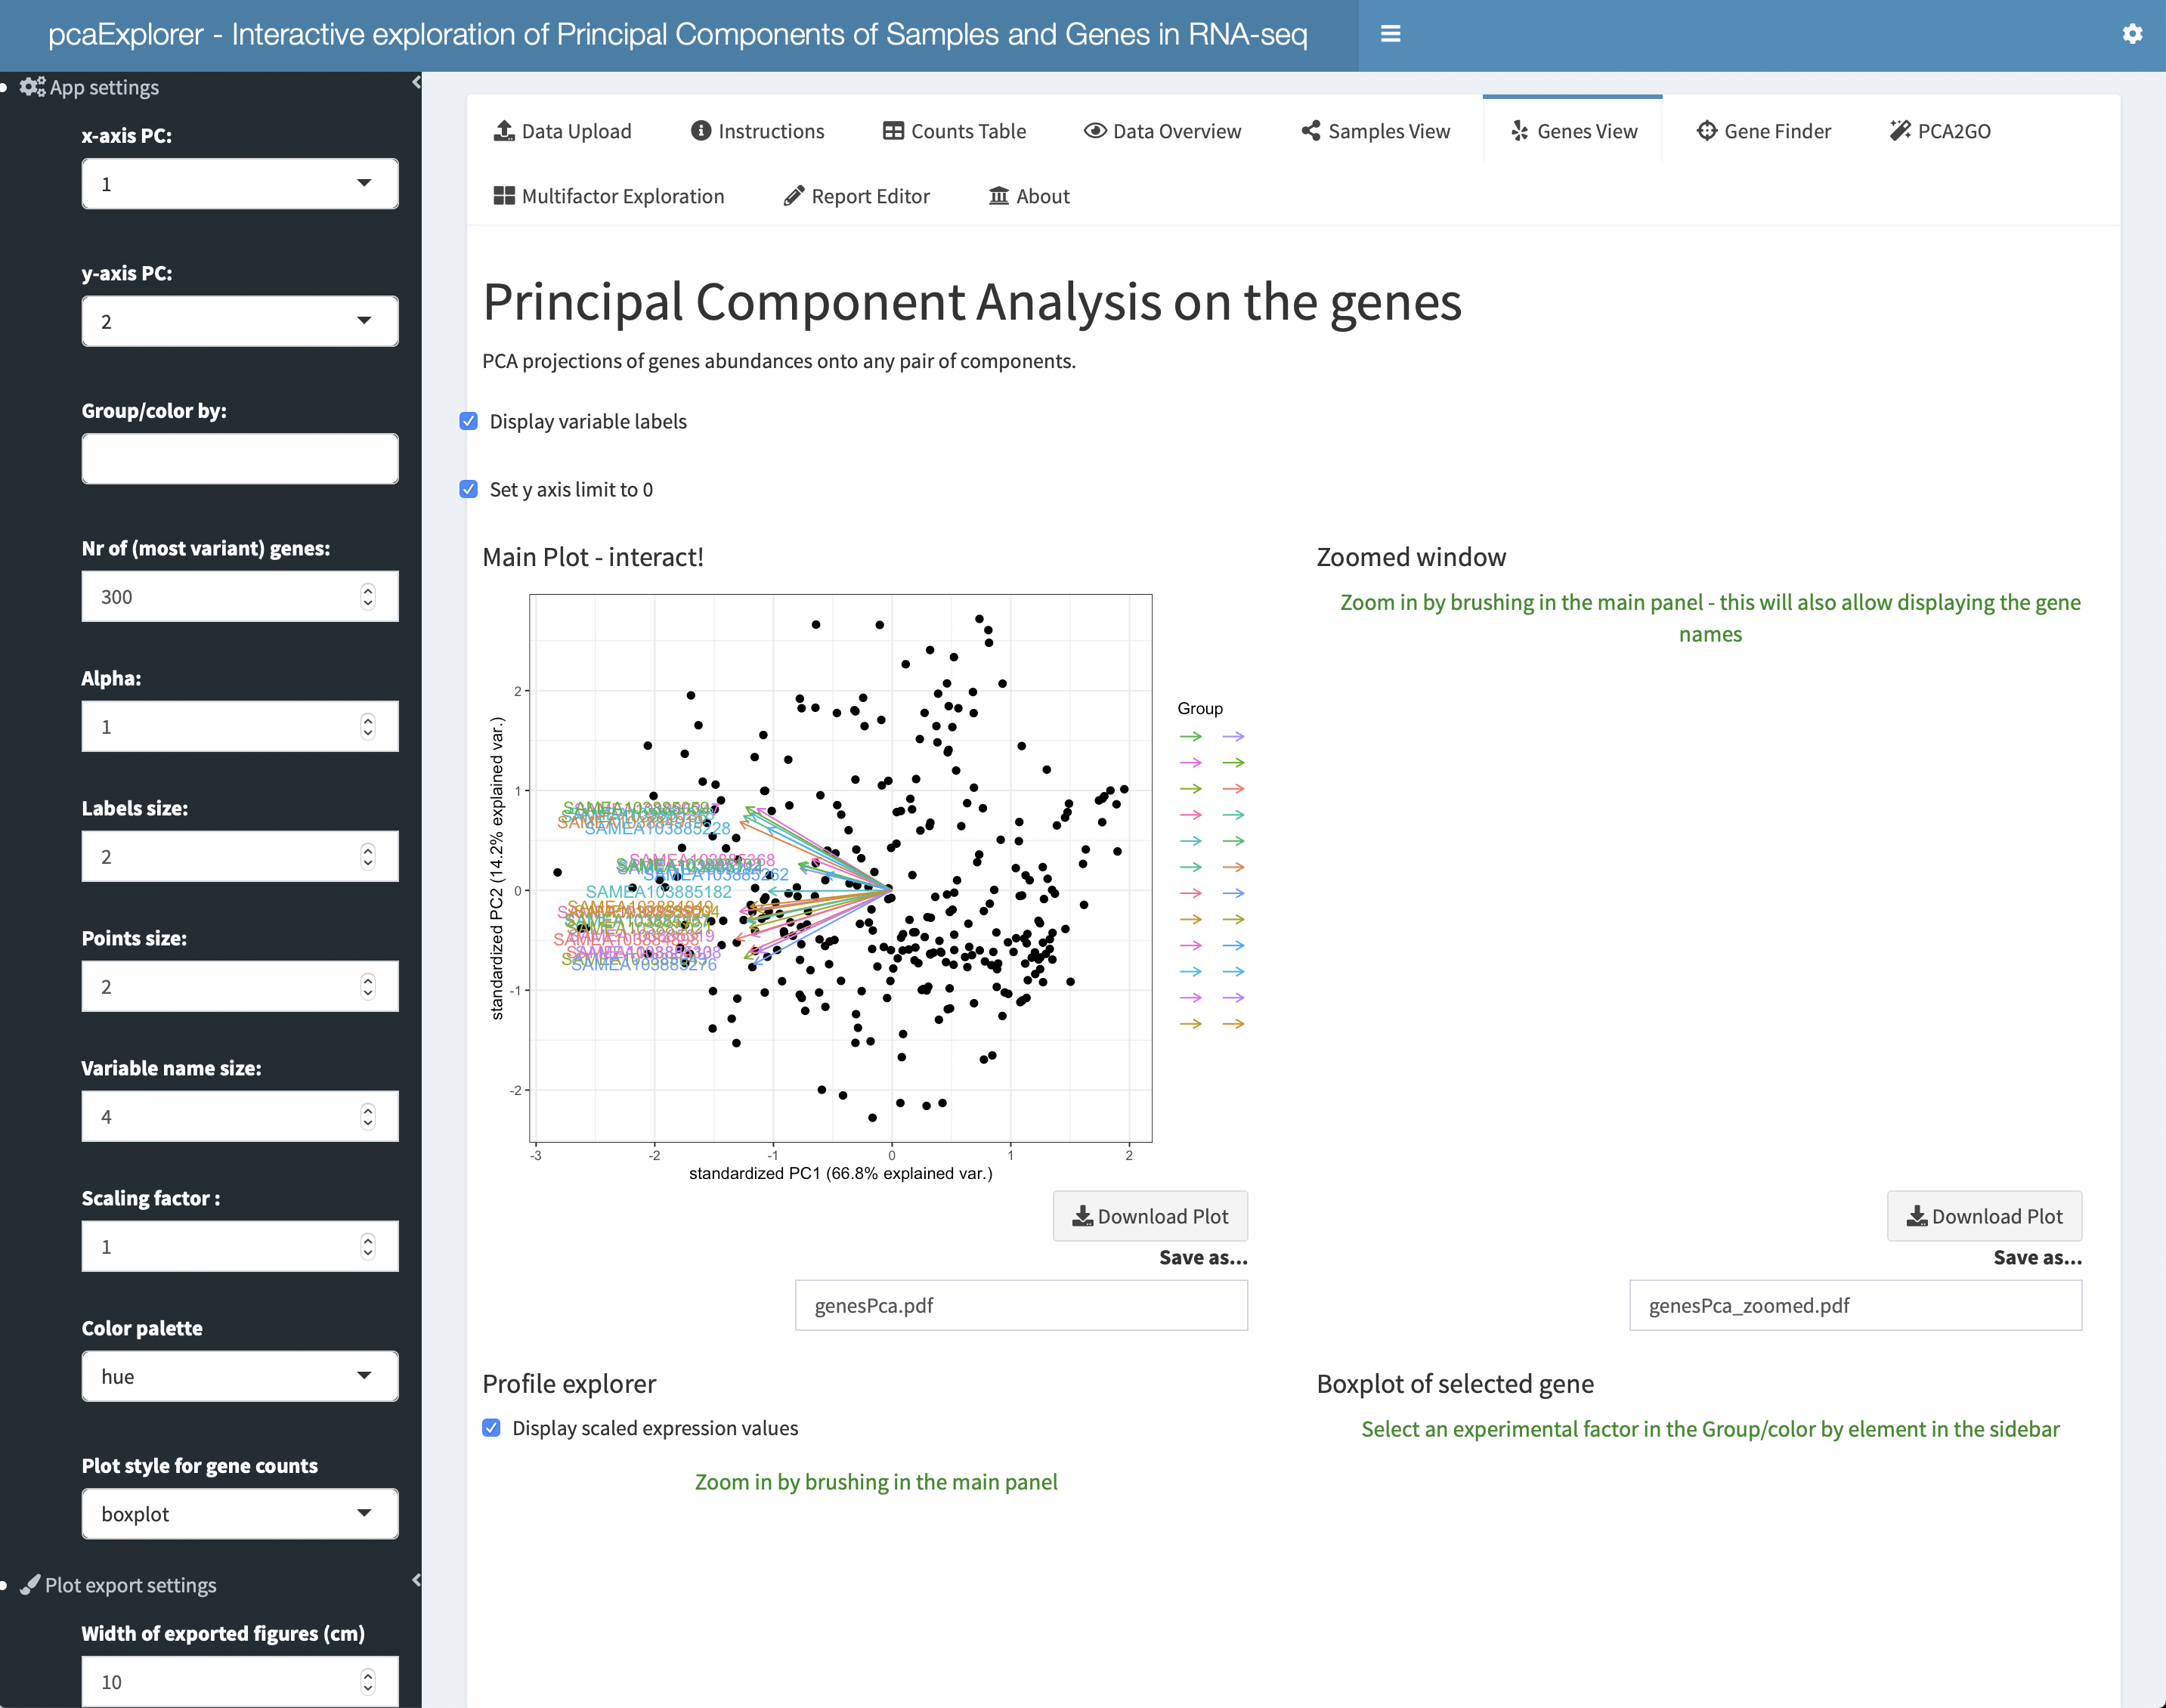 pcaExplorer - Interactive exploration of Principal Components of Samples and Genes in RNA-seq
App settings
x-axis PC:
1
y-axis PC:
2
Group/color by:
Nr of (most variant) genes:
300
Alpha:
1
Labels size:
2
Points size:
2
Variable name size:
4
Scaling factor :
1
Color palette
hue
Plot style for gene counts
boxplot
Plot export settings
Width of exported figures (cm)
10
Data Upload
Instructions
Counts Table
Data Overview
Samples View
Genes View
Gene Finder
PCA2GO
Multifactor Exploration
Report Editor
About
Principal Component Analysis on the genes
PCA projections of genes abundances onto any pair of components.
Display variable labels
Set y axis limit to 0
Main Plot - interact!
standardized PC2 (14.2% explained var.)
2
1
0
-1
-2
SAMEA103885228
SAMEA103885368
SAMEA103885262
SAMEA103885182
SAMEA103885276
-3
-2
-1
0
1
2
standardized PC1 (66.8% explained var.)
Group
Download Plot
Save as...
genesPca.pdf
Zoomed window
Zoom in by brushing in the main panel - this will also allow displaying the gene
names
Download Plot
Save as...
genesPca_zoomed.pdf
Profile explorer
Display scaled expression values
Zoom in by brushing in the main panel
Boxplot of selected gene
Select an experimental factor in the Group/color by element in the sidebar